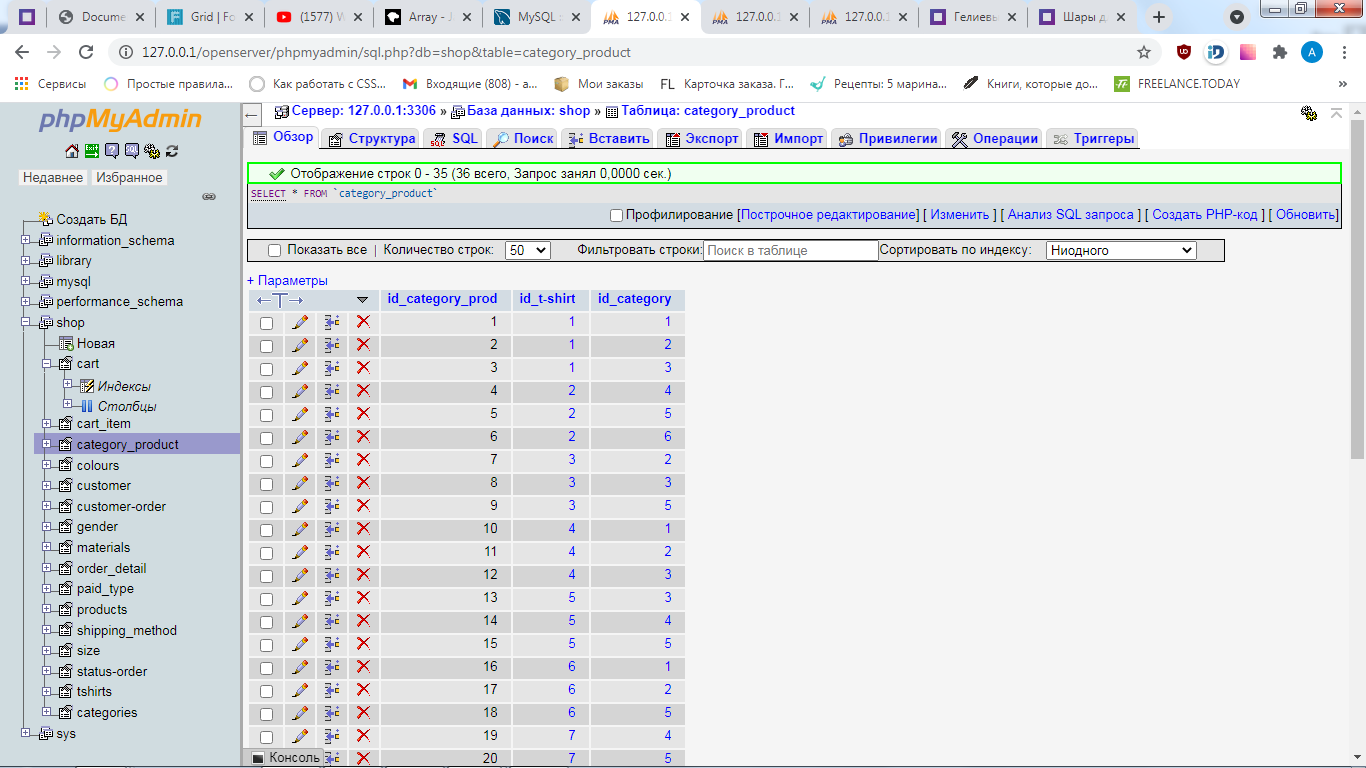 Docume
Grid | Fo
(1577) W
Array - J
MySQL :
127.0.0.1
127.0.0.1
127.0.0.1
Гелиевы
Шары д
127.0.0.1/openserver/phpmyadmin/sql.php?db=shop&table=category_product
Сервисы
Простые правила...
Как работать с CSS...
Входящие (808) - a...
Мои заказы
FL Карточка заказа. Г...
Рецепты: 5 марина...
Книги, которые до...
FREELANCE.TODAY
phpMyAdmin
Недавнее Избранное
Создать БД
information_schema
library
mysql
performance_schema
shop
Новая
cart
Индексы
Столбцы
cart_item
category_product
colours
customer
customer-order
gender
materials
order_detail
paid_type
products
shipping_method
size
status-order
tshirts
categories
sys
Сервер: 127.0.0.1:3306 » База данных: shop » Таблица: category_product
Обзор Структура SQL Поиск Вставить Экспорт Импорт Привилегии Операции Триггеры
Отображение строк 0 - 35 (36 всего, Запрос занял 0,0000 сек.)
SELECT * FROM `category_product`
Профилирование [Построчное редактирование] [ Изменить ] [ Анализ SQL запроса ] [ Создать PHP-код ] [ Обновить]
Показать все | Количество строк: 50 Фильтровать строки: Поиск в таблице Сортировать по индексу: Ниодного
+ Параметры
id_category_prod id_t-shirt id_category
1 1 1
2 1 2
3 1 3
4 2 4
5 2 5
6 2 6
7 3 2
8 3 3
9 3 5
10 4 1
11 4 2
12 4 3
13 5 3
14 5 4
15 5 5
16 6 1
17 6 2
18 6 5
19 7 4
20 7 5
Консоль